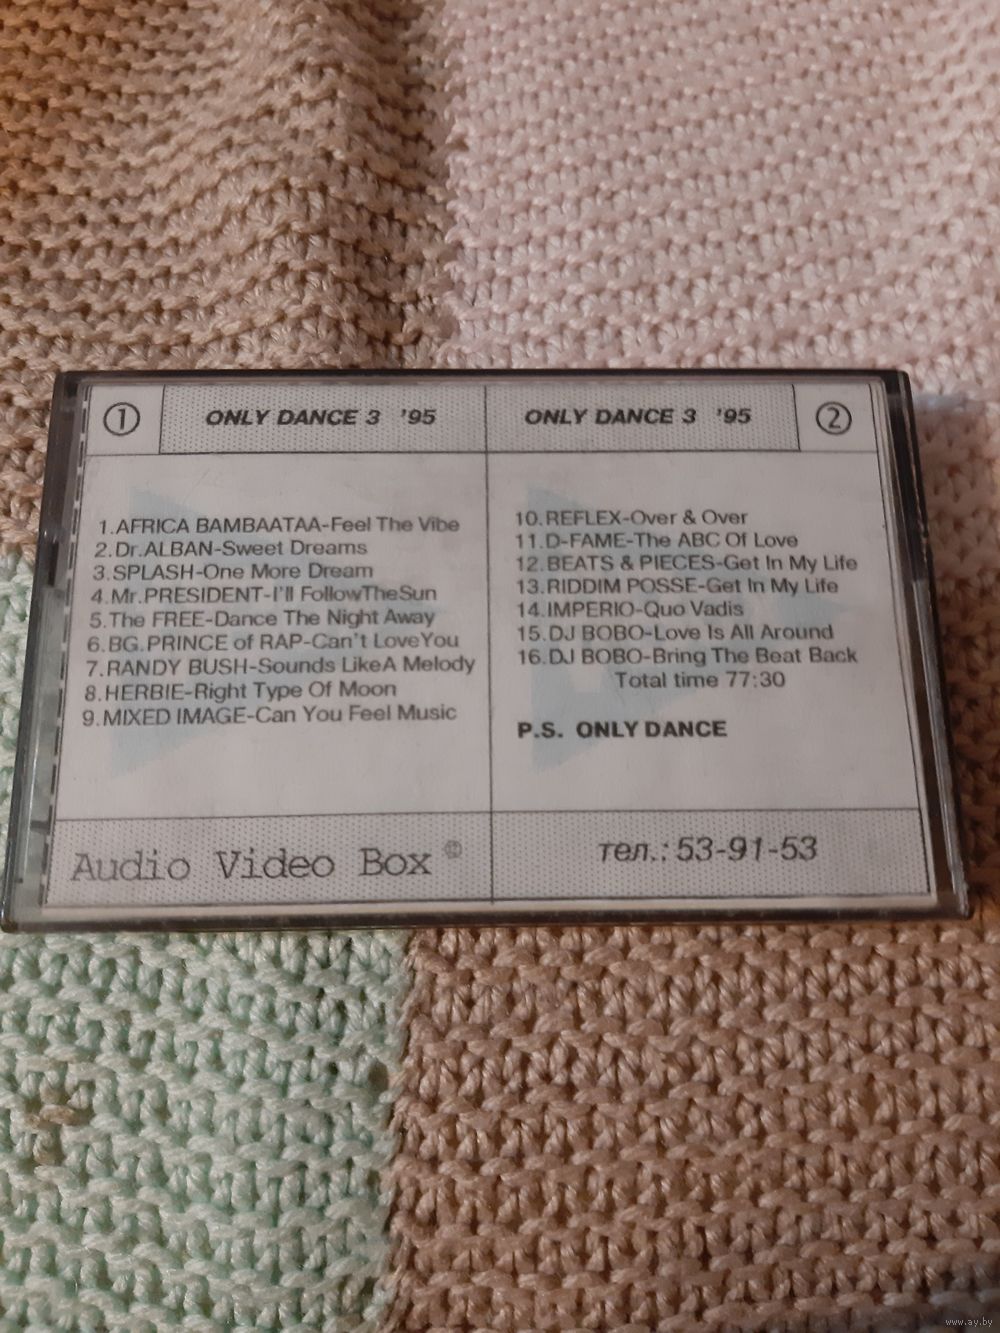 1 ONLY DANCE 3 '95
1.AFRICA BAMBAATAA-Feel The Vibe
2.Dr.ALBAN-Sweet Dreams
3.SPLASH-One More Dream
4.Mr.PRESIDENT-I'll FollowTheSun
5.The FREE-Dance The Night Away
6.BG.PRINCE of RAP-Can't LoveYou
7.RANDY BUSH-Sounds LikeA Melody
8.HERBIE-Right Type Of Moon
9.MIXED IMAGE-Can You Feel Music
Audio Video Box ©
ONLY DANCE 3 '95 2
10.REFLEX-Over & Over
11.D-FAME-The ABC Of Love
12.BEATS & PIECES-Get In My Life
13.RIDDIM POSSE-Get In My Life
14.IMPERIO-Quo Vadis
15.DJ BOBO-Love Is All Around
16.DJ BOBO-Bring The Beat Back
Total time 77:30
P.S. ONLY DANCE
тел.: 53-91-53
www.ay.by